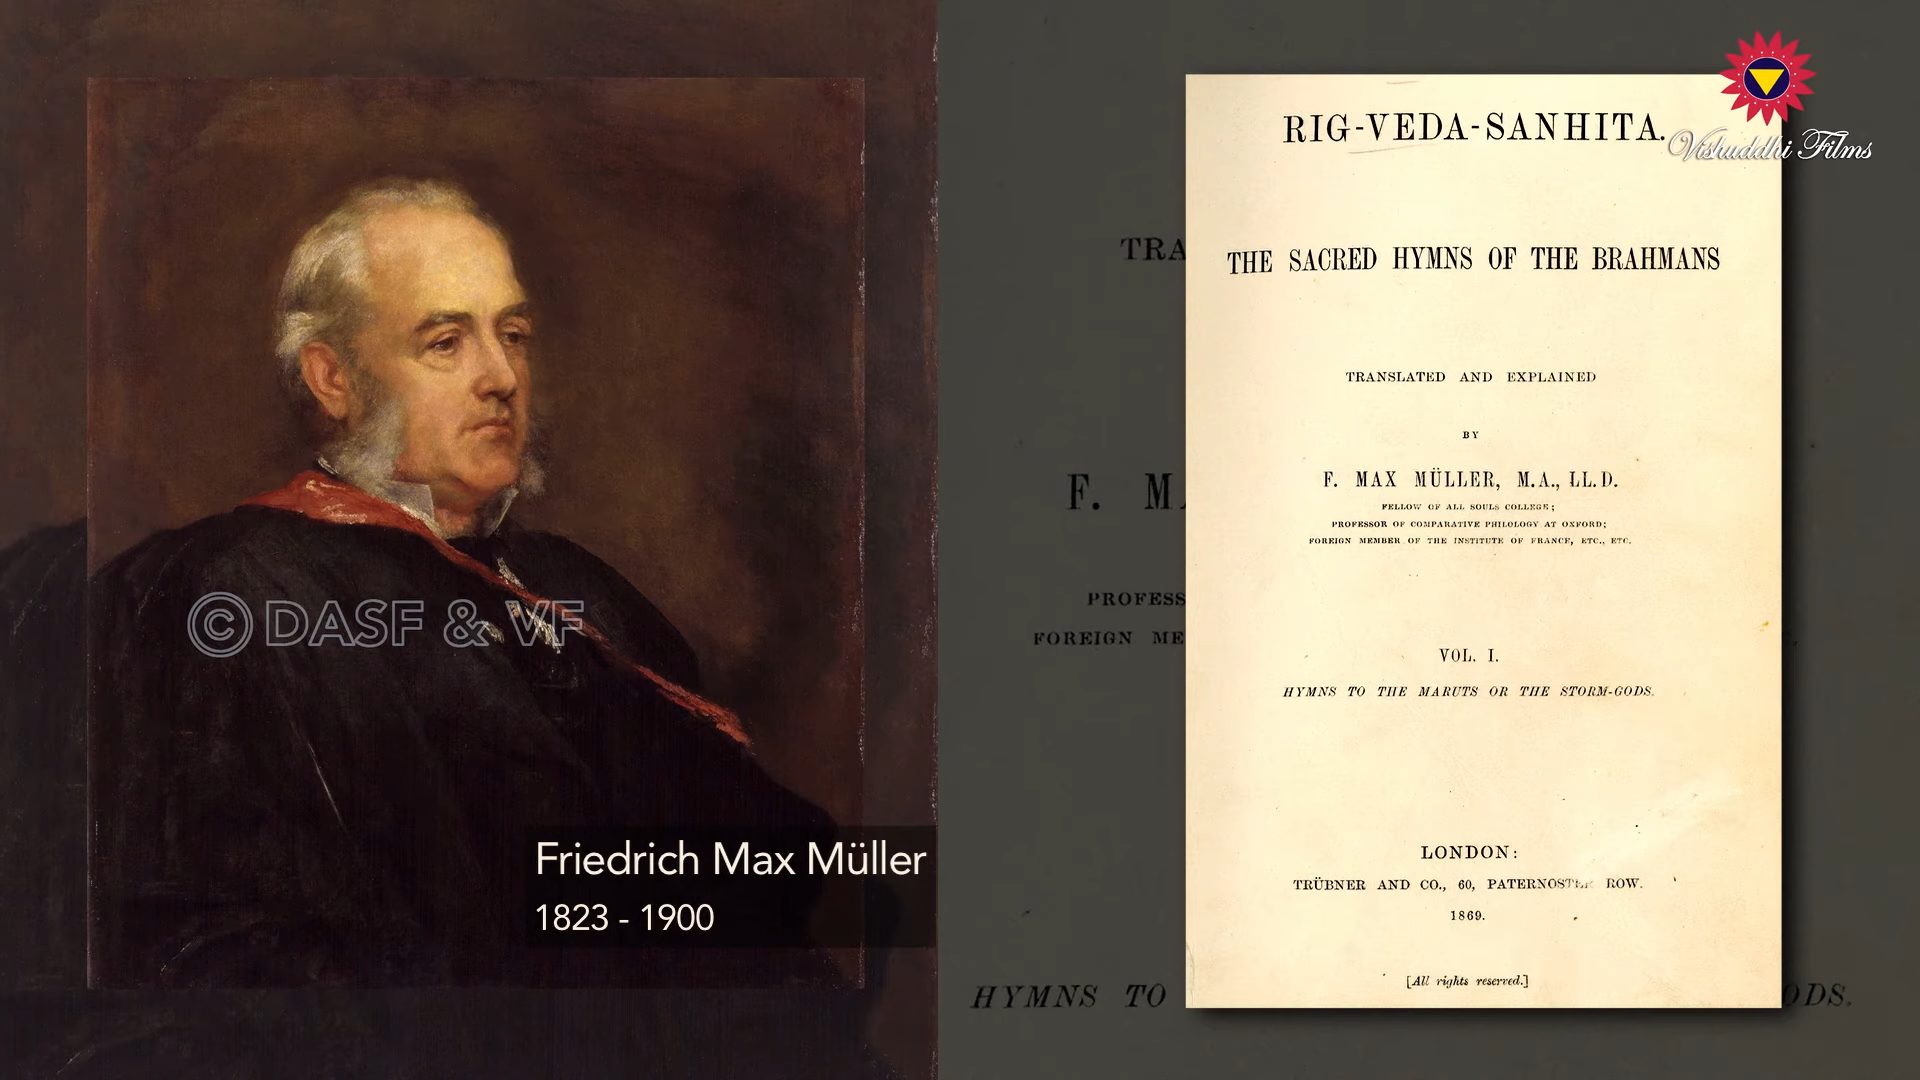 © DASF & VF
Friedrich Max Müller
1823 - 1900
Vishuddhi Films
RIG-VEDA-SANHITA.
THE SACRED HYMNS OF THE BRAHMANS
TRANSLATED AND EXPLAINED
BY
F. MAX MÜLLER, M.A., LL.D.
FELLOW OF ALL SOULS COLLEGE;
PROFESSOR OF COMPARATIVE PHILOLOGY AT OXFORD;
FOREIGN MEMBER OF THE INSTITUTE OF FRANCE, ETC., ETC.
VOL. I.
HYMNS TO THE MARUTS OR THE STORM-GODS.
LONDON:
TRÜBNER AND CO., 60, PATERNOSTER ROW.
1869.
[All rights reserved.]
TRA
F. MA
PROFESS
FOREIGN ME
HYMNS TO
ODS.